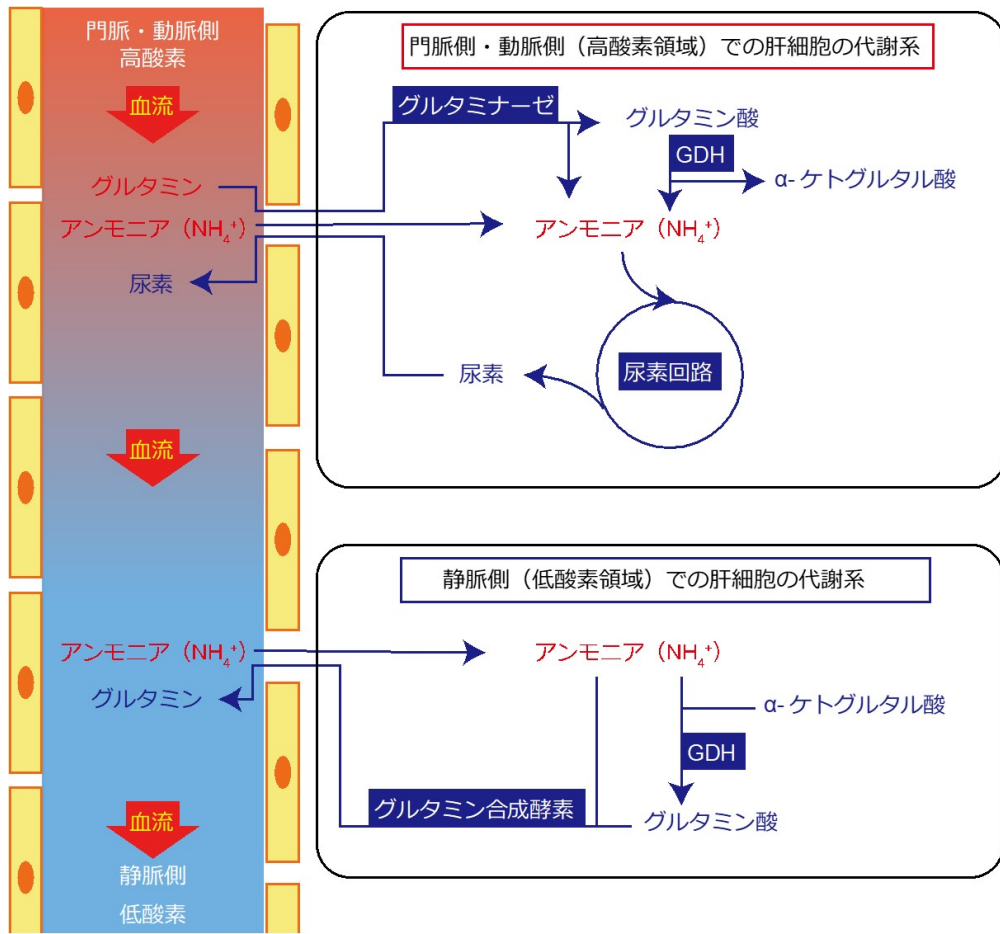 門脈・動脈側
高酸素
血流
グルタミン
アンモニア（NH₄⁺）
尿素
血流
アンモニア（NH₄⁺）
グルタミン
血流
静脈側
低酸素
門脈側・動脈側（高酸素領域）での肝細胞の代謝系
グルタミナーゼ
グルタミン酸
GDH
α-ケトグルタル酸
アンモニア（NH₄⁺）
尿素
尿素回路
静脈側（低酸素領域）での肝細胞の代謝系
アンモニア（NH₄⁺）
α-ケトグルタル酸
GDH
グルタミン合成酵素
グルタミン酸